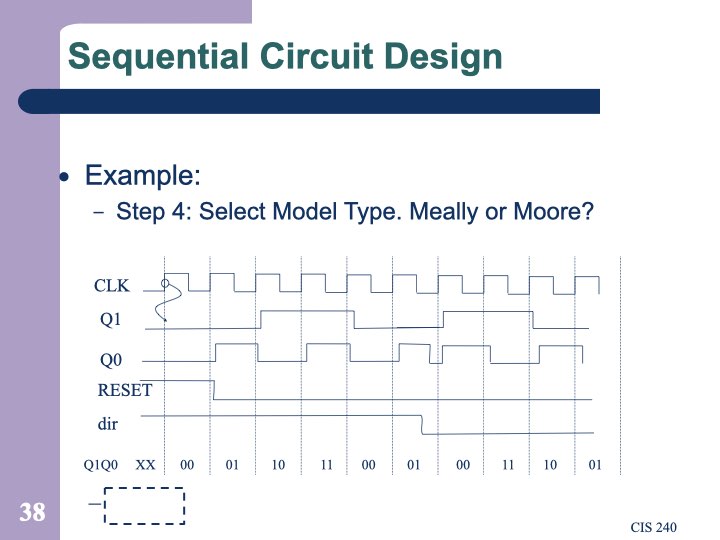 Sequential Circuit Design
• Example:
– Step 4: Select Model Type. Meally or Moore?
CLK
Q1
Q0
RESET
dir
Q1Q0 XX 00 01 10 11 00 01 00 11 10 01
–
38
CIS 240